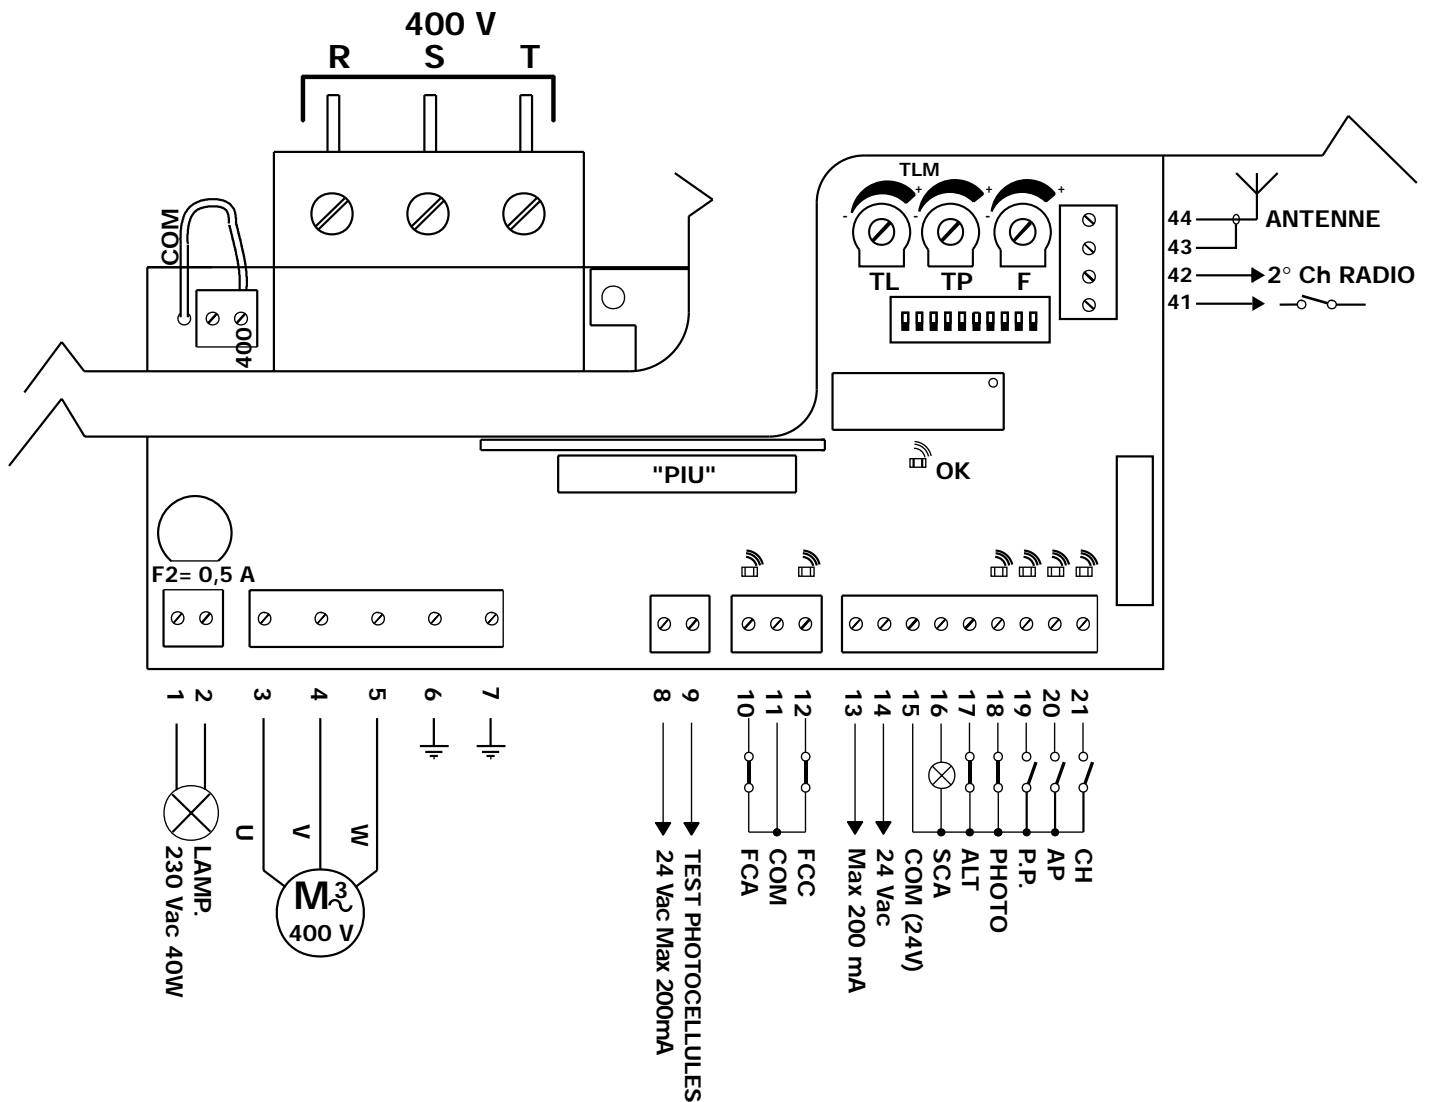 400 V
R S T
COM
400
TLM
- + - + - +
TL TP F
44
43
42
41
ANTENNE
2° Ch RADIO
"PIU"
OK
F2= 0,5 A
1 2 3 4 5 6 7 8 9 10 11 12 13 14 15 16 17 18 19 20 21
LAMP.
230 Vac 40W
U V W
M 3~
400 V
TEST PHOTOCELLULES
24 Vac Max 200mA
FCA
COM
FCC
24 Vac
Max 200 mA
COM (24V)
SCA
ALT
PHOTO
P.P.
AP
CH